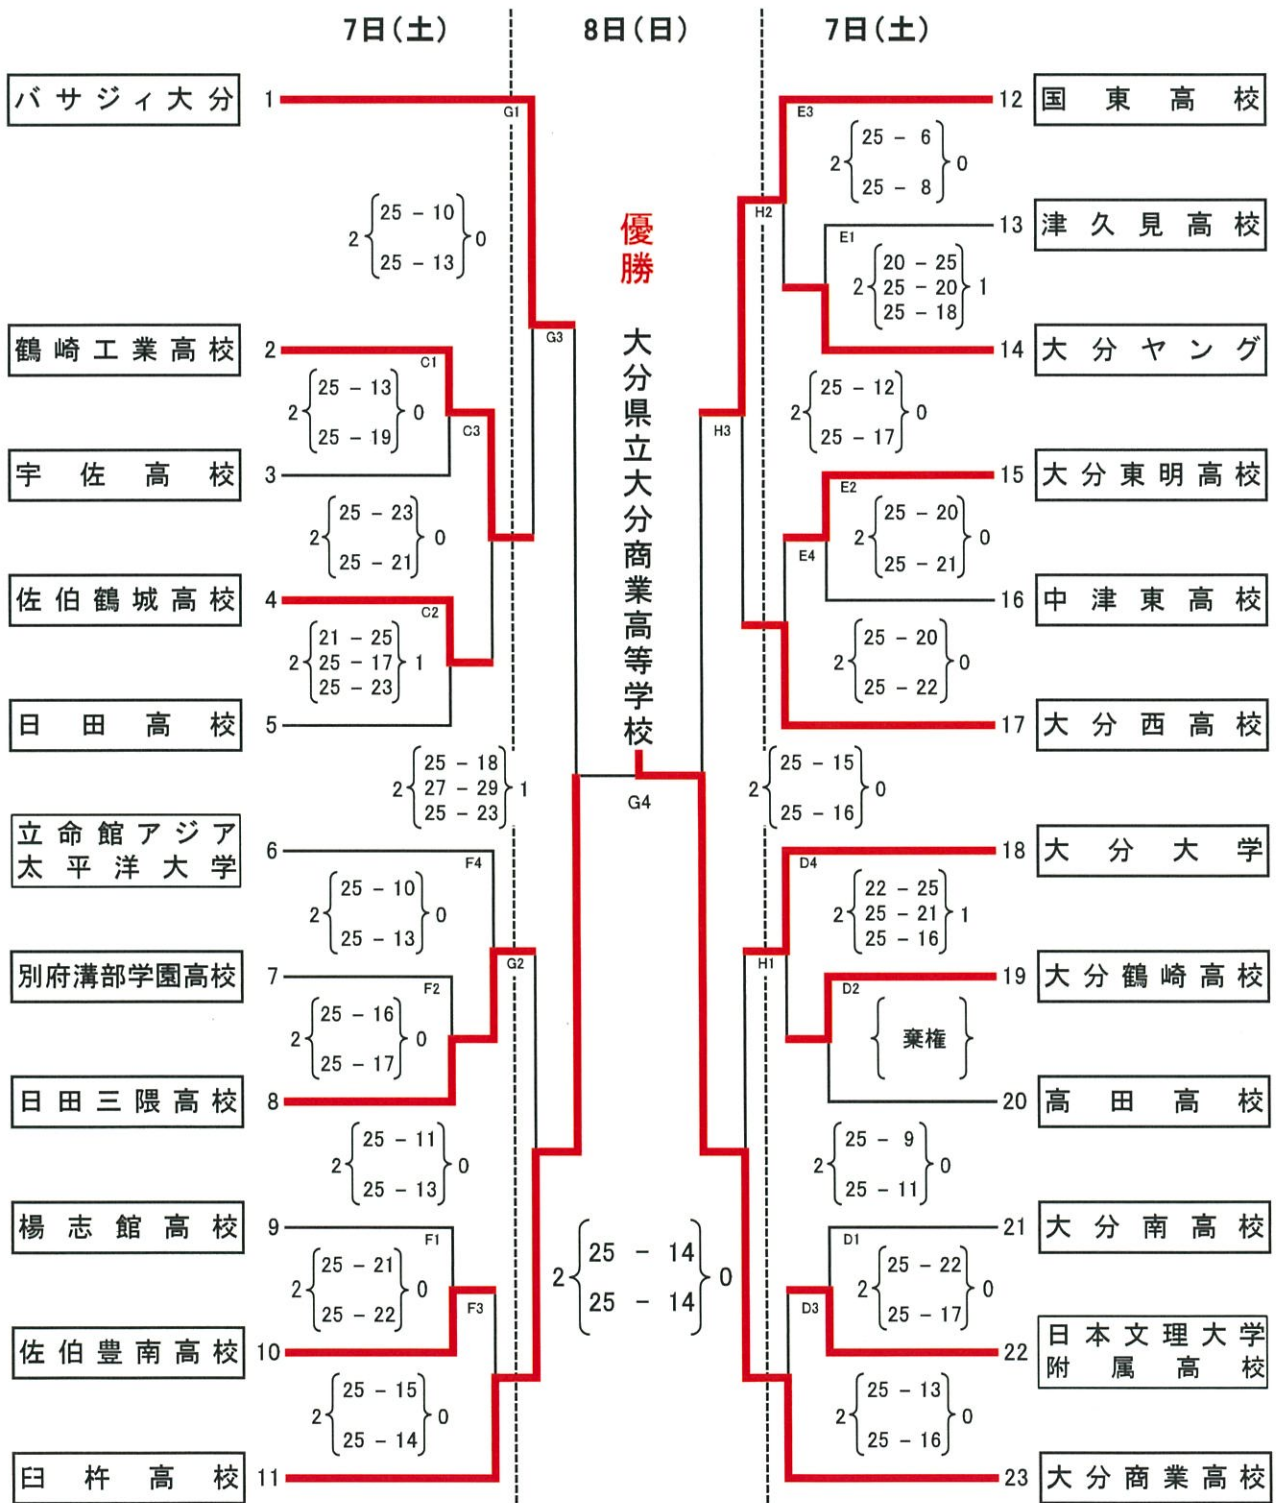 7日(土)
8日(日)
7日(土)
バサジィ大分 1
G1
2 25 - 10 0
25 - 13
鶴崎工業高校 2
C1
2 25 - 13 0
25 - 19
C3
宇佐高校 3
2 25 - 23 0
25 - 21
佐伯鶴城高校 4
C2
21 - 25
2 25 - 17 1
25 - 23
日田高校 5
G3
25 - 18
2 27 - 29 1
25 - 23
立命館アジア
太平洋大学 6
F4
2 25 - 10 0
25 - 13
別府溝部学園高校 7
F2
G2
2 25 - 16 0
25 - 17
日田三隈高校 8
2 25 - 11 0
25 - 13
楊志館高校 9
F1
2 25 - 21 0
25 - 22
F3
佐伯豊南高校 10
2 25 - 15 0
25 - 14
臼杵高校 11
優勝
大分県立大分商業高等学校
G4
2 25 - 14 0
25 - 14
12 国東高校
E3
2 25 - 6 0
25 - 8
H2
13 津久見高校
E1
20 - 25
2 25 - 20 1
25 - 18
14 大分ヤング
2 25 - 12 0
25 - 17
H3
15 大分東明高校
E2
2 25 - 20 0
25 - 21
E4
16 中津東高校
2 25 - 20 0
25 - 22
17 大分西高校
2 25 - 15 0
25 - 16
18 大分大学
D4
22 - 25
2 25 - 21 1
25 - 16
H1
19 大分鶴崎高校
D2
棄権
20 高田高校
2 25 - 9 0
25 - 11
21 大分南高校
D1
2 25 - 22 0
25 - 17
D3
22 日本文理大学
附属高校
2 25 - 13 0
25 - 16
23 大分商業高校